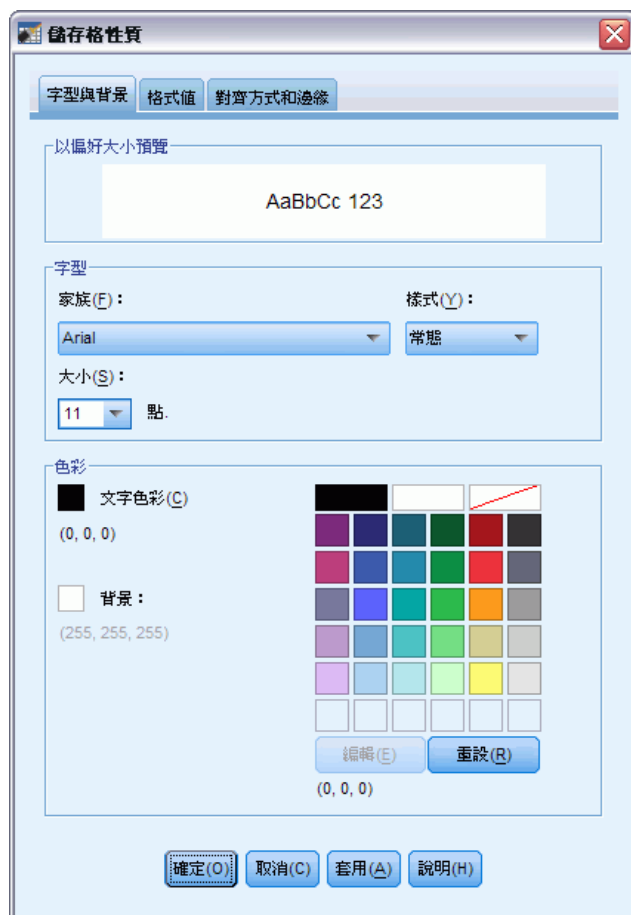 儲存格性質
字型與背景 格式值 對齊方式和邊緣
以偏好大小預覽
AaBbCc 123
字型
家族(F)： 樣式(Y)：
Arial 常態
大小(S)：
11 點.
色彩
文字色彩(C)
(0, 0, 0)
背景：
(255, 255, 255)
編輯(E) 重設(R)
(0, 0, 0)
確定(O) 取消(C) 套用(A) 說明(H)